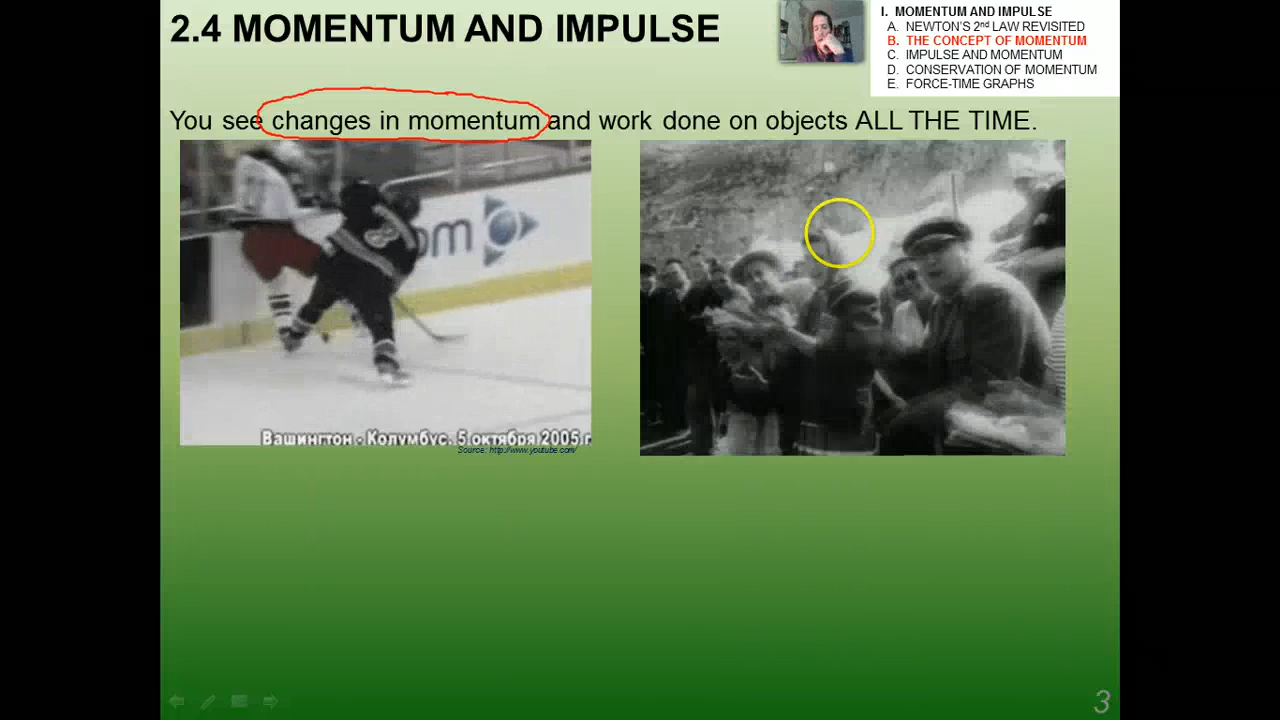 2.4 MOMENTUM AND IMPULSE
I. MOMENTUM AND IMPULSE
A. NEWTON'S 2nd LAW REVISITED
B. THE CONCEPT OF MOMENTUM
C. IMPULSE AND MOMENTUM
D. CONSERVATION OF MOMENTUM
E. FORCE-TIME GRAPHS
You see changes in momentum and work done on objects ALL THE TIME.
om
Вашингтон - Колумбус. 5 октября 2005 г
Source: http://www.youtube.com/
3